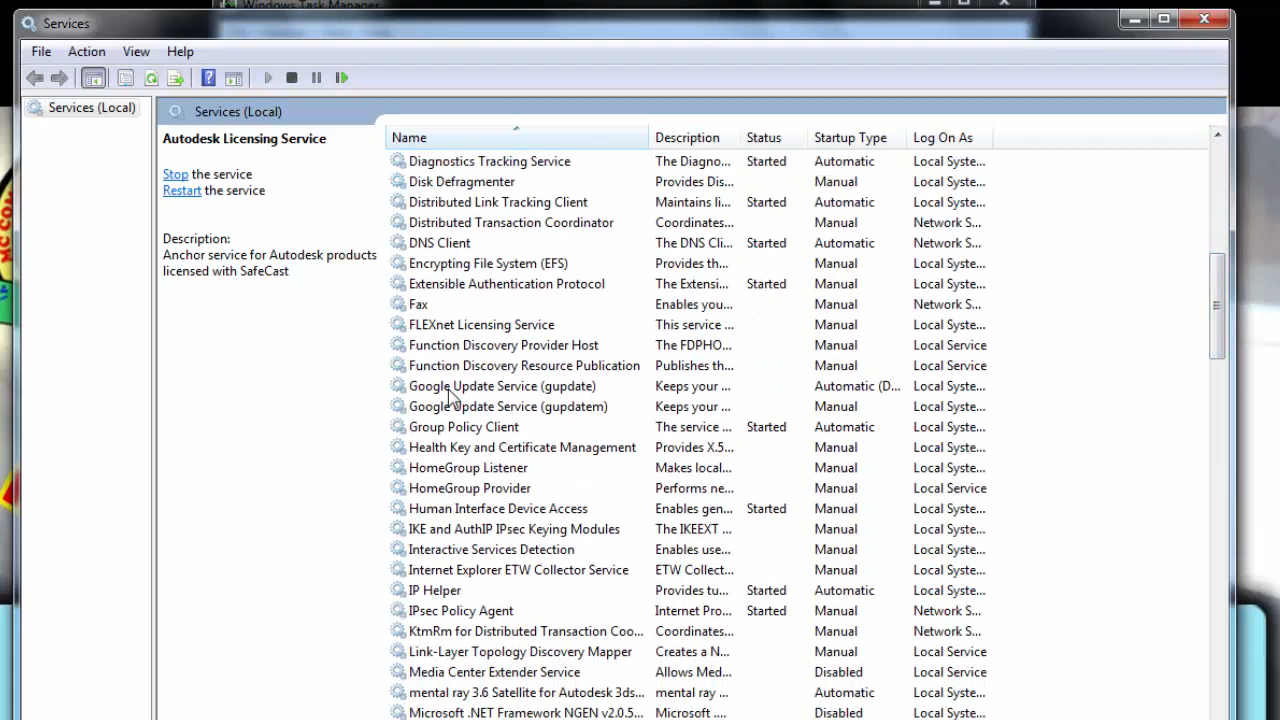 Windows Task Manager
Services
File Action View Help
Services (Local)
Services (Local)
Autodesk Licensing Service
Stop the service
Restart the service
Description:
Anchor service for Autodesk products
licensed with SafeCast
Name Description Status Startup Type Log On As
Diagnostics Tracking Service The Diagno... Started Automatic Local Syste...
Disk Defragmenter Provides Dis... Manual Local Syste...
Distributed Link Tracking Client Maintains li... Started Automatic Local Syste...
Distributed Transaction Coordinator Coordinates... Manual Network S...
DNS Client The DNS Cli... Started Automatic Network S...
Encrypting File System (EFS) Provides th... Manual Local Syste...
Extensible Authentication Protocol The Extensi... Started Manual Local Syste...
Fax Enables you... Manual Network S...
FLEXnet Licensing Service This service ... Manual Local Syste...
Function Discovery Provider Host The FDPHO... Manual Local Service
Function Discovery Resource Publication Publishes th... Manual Local Service
Google Update Service (gupdate) Keeps your ... Automatic (D... Local Syste...
Google Update Service (gupdatem) Keeps your ... Manual Local Syste...
Group Policy Client The service ... Started Automatic Local Syste...
Health Key and Certificate Management Provides X.5... Manual Local Syste...
HomeGroup Listener Makes local... Manual Local Syste...
HomeGroup Provider Performs ne... Manual Local Service
Human Interface Device Access Enables gen... Started Manual Local Syste...
IKE and AuthIP IPsec Keying Modules The IKEEXT ... Manual Local Syste...
Interactive Services Detection Enables use... Manual Local Syste...
Internet Explorer ETW Collector Service ETW Collect... Manual Local Syste...
IP Helper Provides tu... Started Automatic Local Syste...
IPsec Policy Agent Internet Pro... Started Manual Network S...
KtmRm for Distributed Transaction Coo... Coordinates... Manual Network S...
Link-Layer Topology Discovery Mapper Creates a N... Manual Local Service
Media Center Extender Service Allows Med... Disabled Local Service
mental ray 3.6 Satellite for Autodesk 3ds... mental ray ... Automatic Local Syste...
Microsoft .NET Framework NGEN v2.0.5... Microsoft .... Disabled Local Syste...